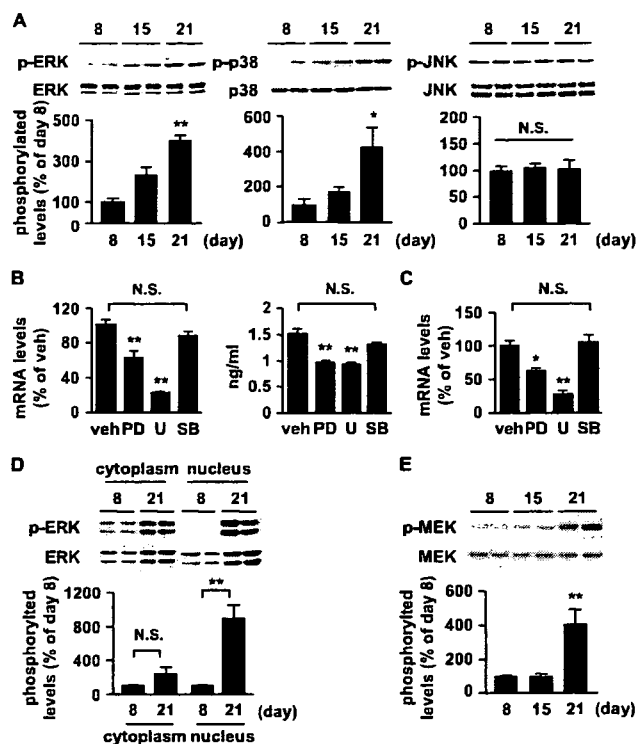 A
8 15 21
8 15 21
8 15 21
p-ERK
ERK
p-p38
p38
p-JNK
JNK
phosphorylated
levels (% of day 8)
500
300
100
**
8 15 21 (day)
600
400
200
0
*
8 15 21 (day)
200
150
100
50
0
N.S.
8 15 21 (day)
B
mRNA levels
(% of veh)
120
80
40
0
N.S.
**
**
veh PD U SB
ng/ml
2
1.5
1
0.5
0
N.S.
** **
veh PD U SB
C
mRNA levels
(% of veh)
150
100
50
0
N.S.
*
**
veh PD U SB
D
cytoplasm nucleus
8 21 8 21
p-ERK
ERK
phosphorylted
levels (% of day 8)
1200
800
400
0
N.S.
**
8 21 8 21 (day)
cytoplasm nucleus
E
8 15 21
p-MEK
MEK
phosphorylated
levels (% of day 8)
600
400
200
0
**
8 15 21 (day)